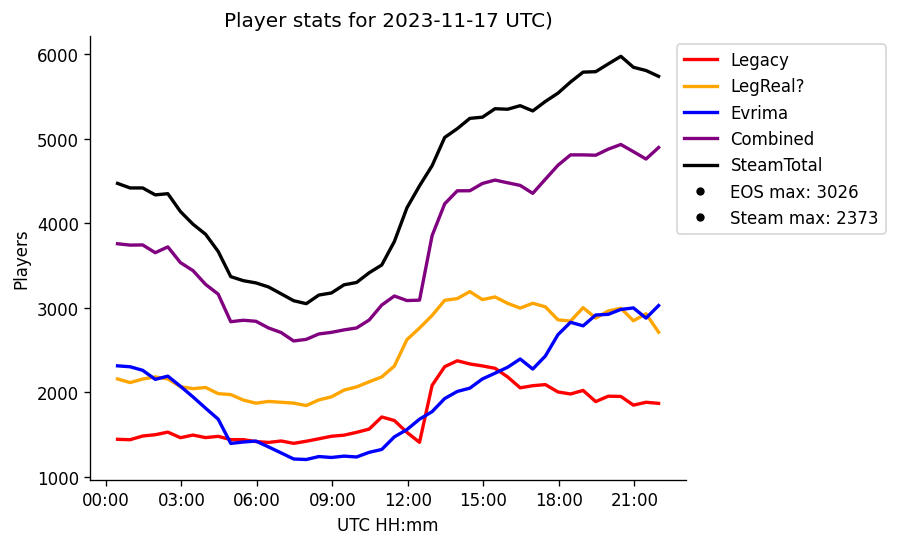 Player stats for 2023-11-17 UTC)
6000
5000
4000
3000
2000
1000
Players
00:00 03:00 06:00 09:00 12:00 15:00 18:00 21:00
UTC HH:mm
Legacy
LegReal?
Evrima
Combined
SteamTotal
EOS max: 3026
Steam max: 2373